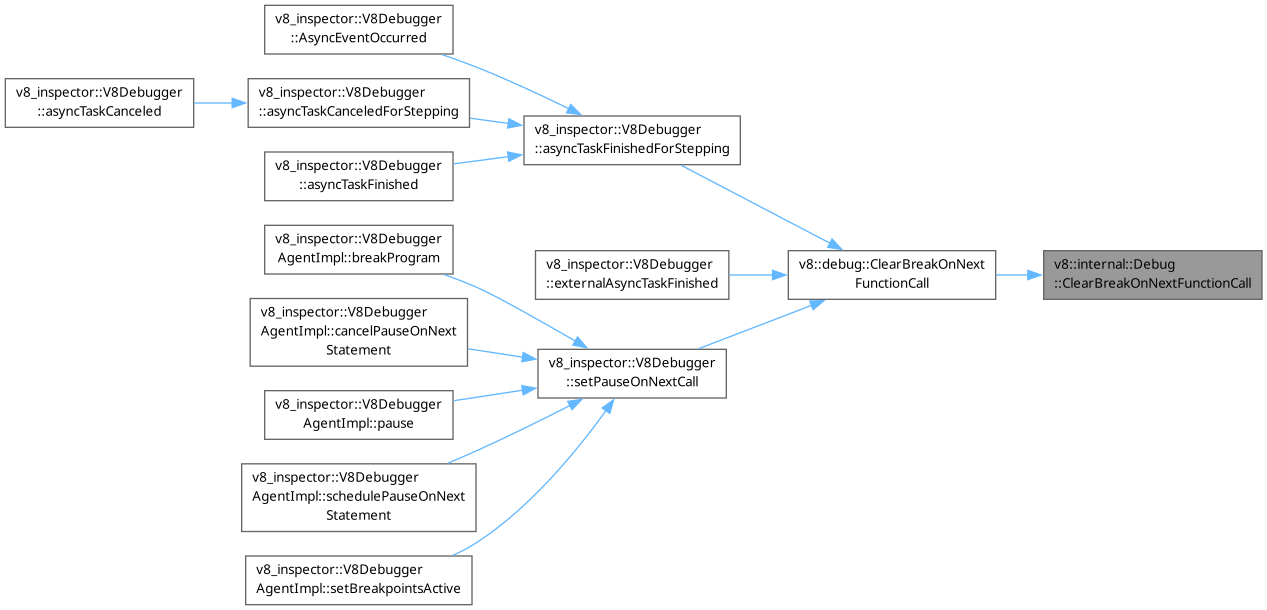 v8_inspector::V8Debugger
::AsyncEventOccurred
v8_inspector::V8Debugger
::asyncTaskCanceled
v8_inspector::V8Debugger
::asyncTaskCanceledForStepping
v8_inspector::V8Debugger
::asyncTaskFinishedForStepping
v8_inspector::V8Debugger
::asyncTaskFinished
v8_inspector::V8Debugger
AgentImpl::breakProgram
v8_inspector::V8Debugger
::externalAsyncTaskFinished
v8::debug::ClearBreakOnNext
FunctionCall
v8::internal::Debug
::ClearBreakOnNextFunctionCall
v8_inspector::V8Debugger
AgentImpl::cancelPauseOnNext
Statement
v8_inspector::V8Debugger
::setPauseOnNextCall
v8_inspector::V8Debugger
AgentImpl::pause
v8_inspector::V8Debugger
AgentImpl::schedulePauseOnNext
Statement
v8_inspector::V8Debugger
AgentImpl::setBreakpointsActive